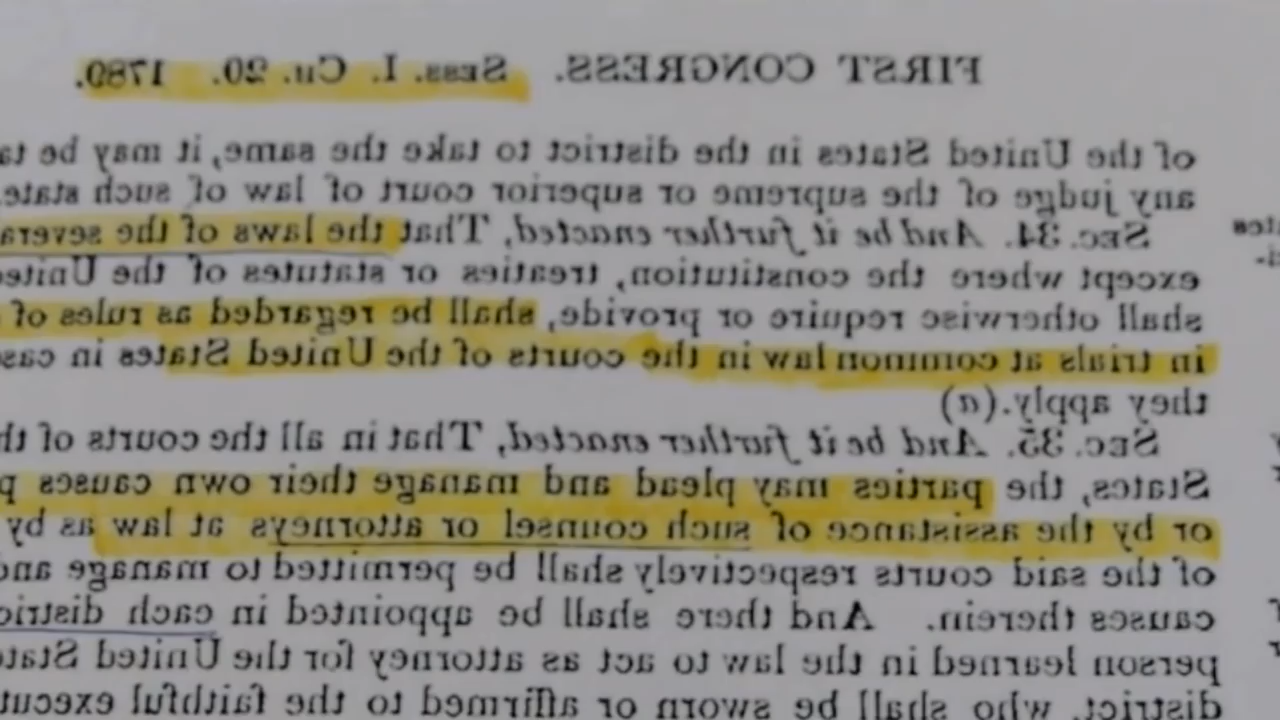 FIRST CONGRESS. Sess. I. Ch. 20. 1789.
of the United States in the district to take the same, it may be ta
any judge of the supreme or superior court of law of such state.
Sec. 34. And be it further enacted, That the laws of the severa
except where the constitution, treaties or statutes of the United
shall otherwise require or provide, shall be regarded as rules of
in trials at common law in the courts of the United States in cas
they apply.(a)
Sec. 35. And be it further enacted, That in all the courts of th
States, the parties may plead and manage their own causes p
or by the assistance of such counsel or attorneys at law as by
of the said courts respectively shall be permitted to manage and
causes therein. And there shall be appointed in each distric
person learned in the law to act as attorney for the United Stat
district, who shall be sworn or affirmed to the faithful execut